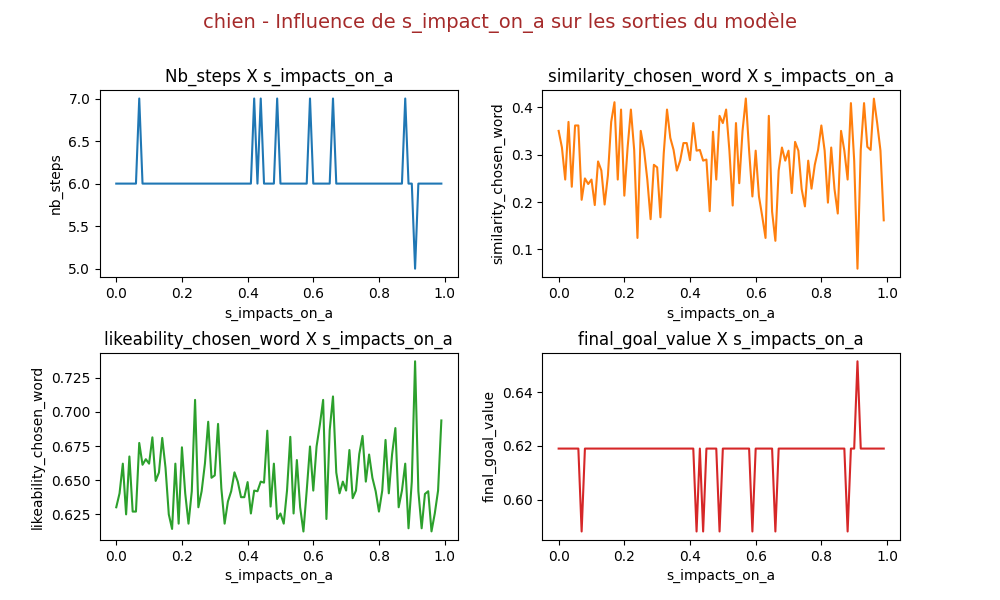 chien - Influence de s_impact_on_a sur les sorties du modèle
Nb_steps X s_impacts_on_a
nb_steps
7.0
6.5
6.0
5.5
5.0
0.0 0.2 0.4 0.6 0.8 1.0
s_impacts_on_a
similarity_chosen_word X s_impacts_on_a
similarity_chosen_word
0.4
0.3
0.2
0.1
0.0 0.2 0.4 0.6 0.8 1.0
s_impacts_on_a
likeability_chosen_word X s_impacts_on_a
likeability_chosen_word
0.725
0.700
0.675
0.650
0.625
0.0 0.2 0.4 0.6 0.8 1.0
s_impacts_on_a
final_goal_value X s_impacts_on_a
final_goal_value
0.64
0.62
0.60
0.0 0.2 0.4 0.6 0.8 1.0
s_impacts_on_a